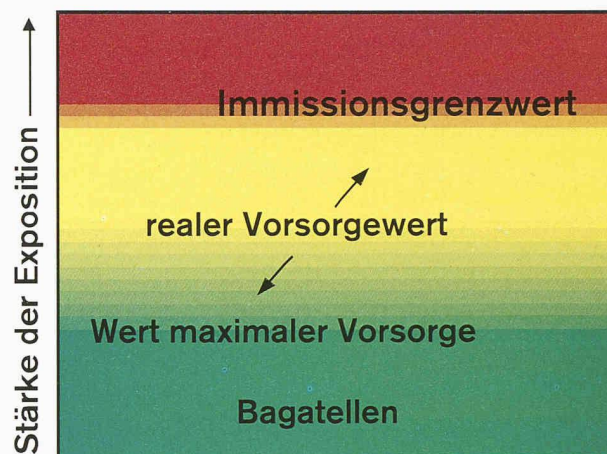 Stärke der Exposition
Immissionsgrenzwert
realer Vorsorgewert
Wert maximaler Vorsorge
Bagatellen